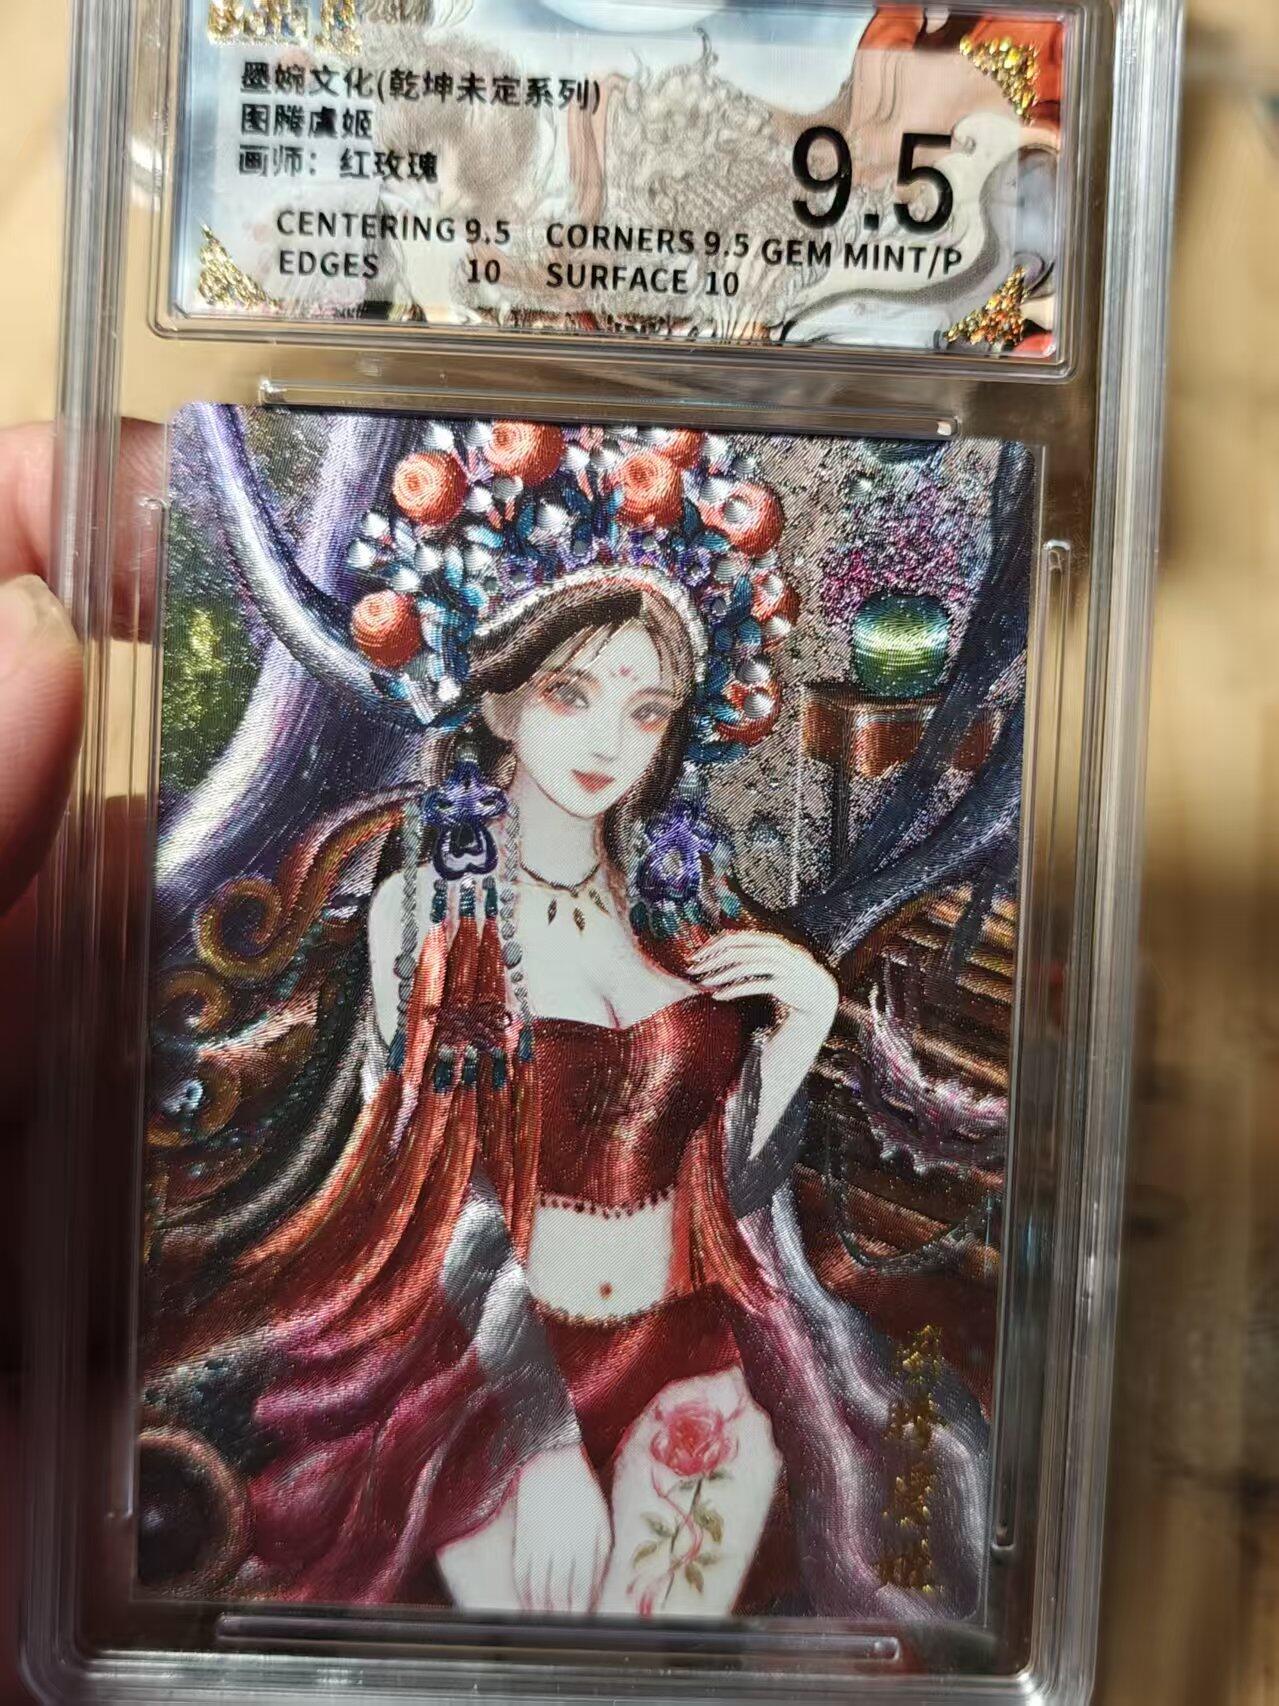 墨婉文化(乾坤未定系列)
图腾虞姬
画师：红玫瑰
9.5
CENTERING 9.5 CORNERS 9.5 GEM MINT/P
EDGES 10 SURFACE 10